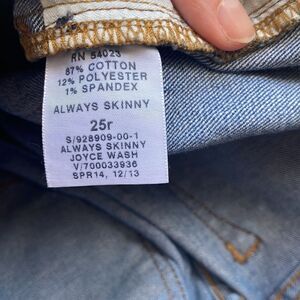 RN 54023
87% COTTON
12% POLYESTER
1% SPANDEX
ALWAYS SKINNY
25r
S/928909-00-1
ALWAYS SKINNY
JOYCE WASH
V/700033936
SPR14, 12/13